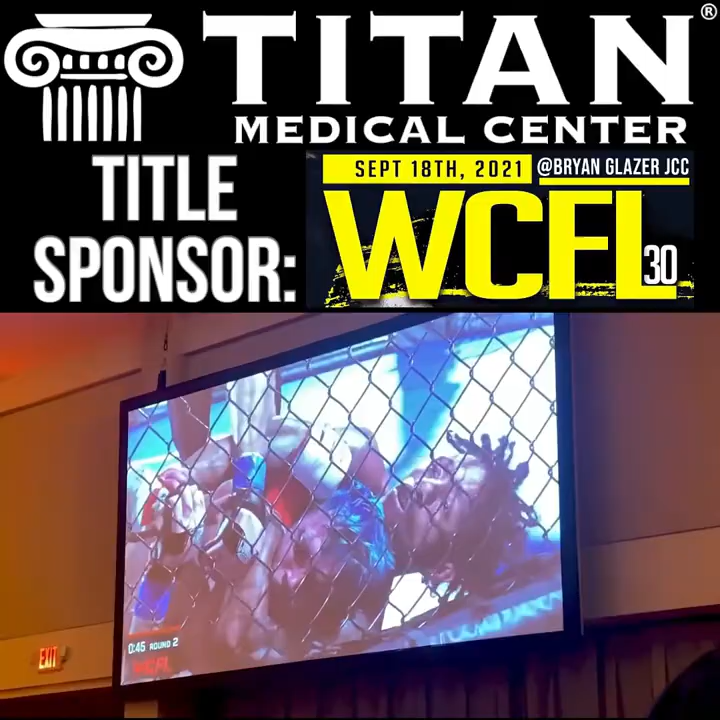 TITAN®
MEDICAL CENTER
TITLE
SPONSOR:
SEPT 18TH, 2021 @BRYAN GLAZER JCC
WCFL 30
0:45 ROUND 2
WCFL
EXIT